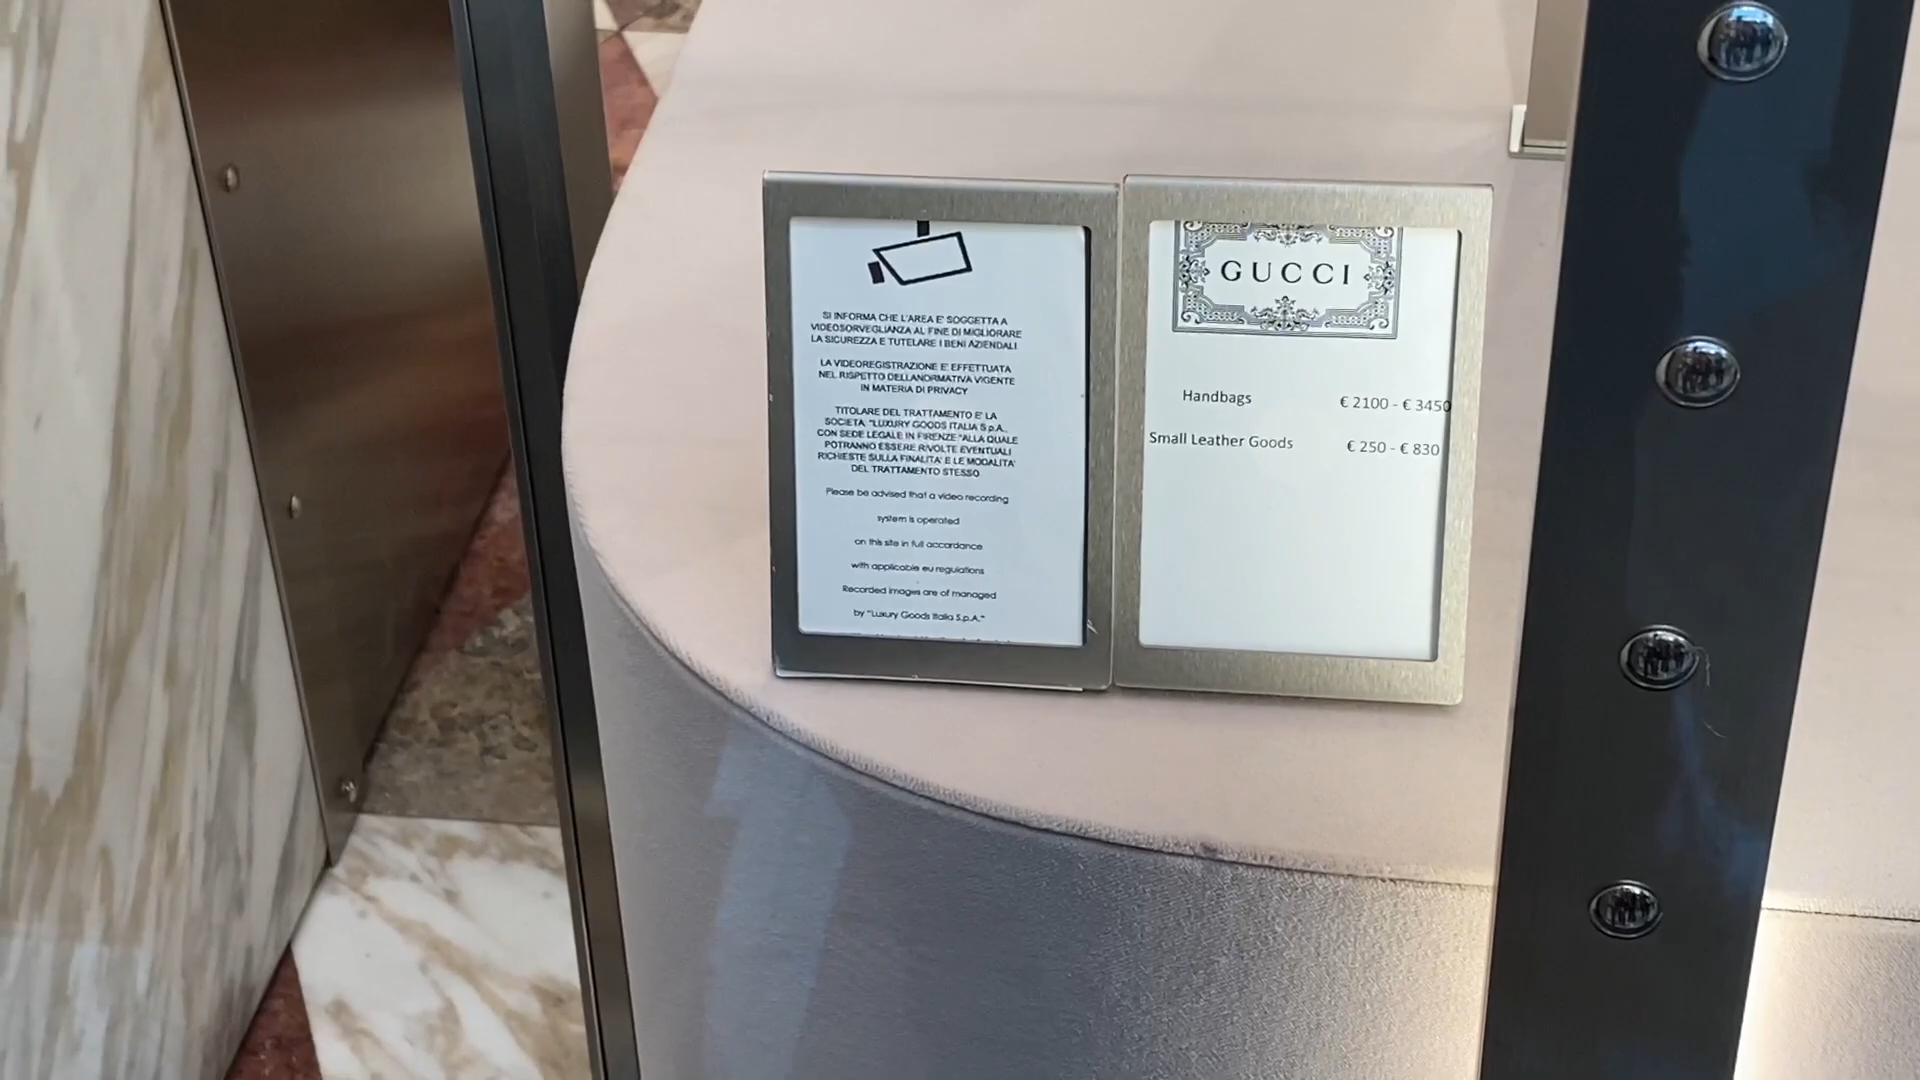 SI INFORMA CHE L'AREA E' SOGGETTA A
VIDEOSORVEGLIANZA AL FINE DI MIGLIORARE
LA SICUREZZA E TUTELARE I BENI AZIENDALI
LA VIDEOREGISTRAZIONE E' EFFETTUATA
NEL RISPETTO DELLANORMATIVA VIGENTE
IN MATERIA DI PRIVACY
TITOLARE DEL TRATTAMENTO E' LA
SOCIETA' "LUXURY GOODS ITALIA S.p.A.,
CON SEDE LEGALE IN FIRENZE "ALLA QUALE
POTRANNO ESSERE RIVOLTE EVENTUALI
RICHIESTE SULLA FINALITA' E LE MODALITA'
DEL TRATTAMENTO STESSO
Please be advised that a video recording
system is operated
on this site in full accordance
with applicable eu regulations
Recorded images are of managed
by "Luxury Goods Italia S.p.A."
GUCCI
Handbags € 2100 - € 3450
Small Leather Goods € 250 - € 830